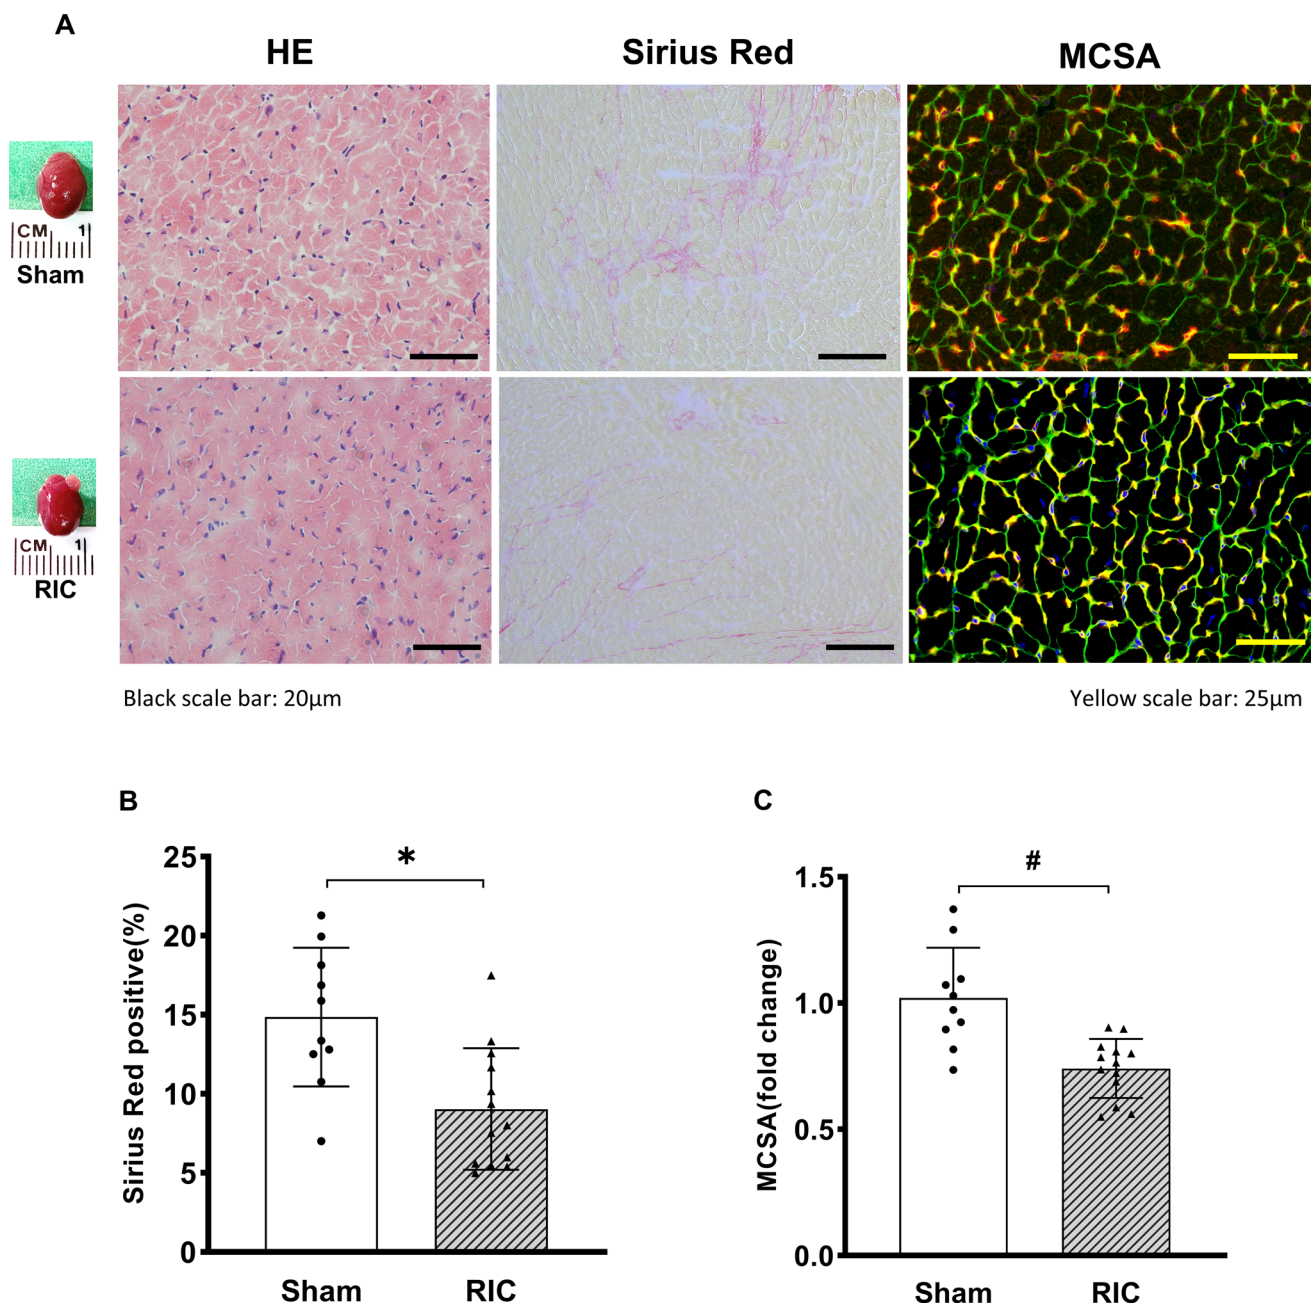 A
HE
Sirius Red
MCSA
CM 1
Sham
CM 1
RIC
Black scale bar: 20μm
Yellow scale bar: 25μm
B
Sirius Red positive(%)
25
20
15
10
5
0
*
Sham
RIC
C
MCSA(fold change)
1.5
1.0
0.5
0.0
#
Sham
RIC